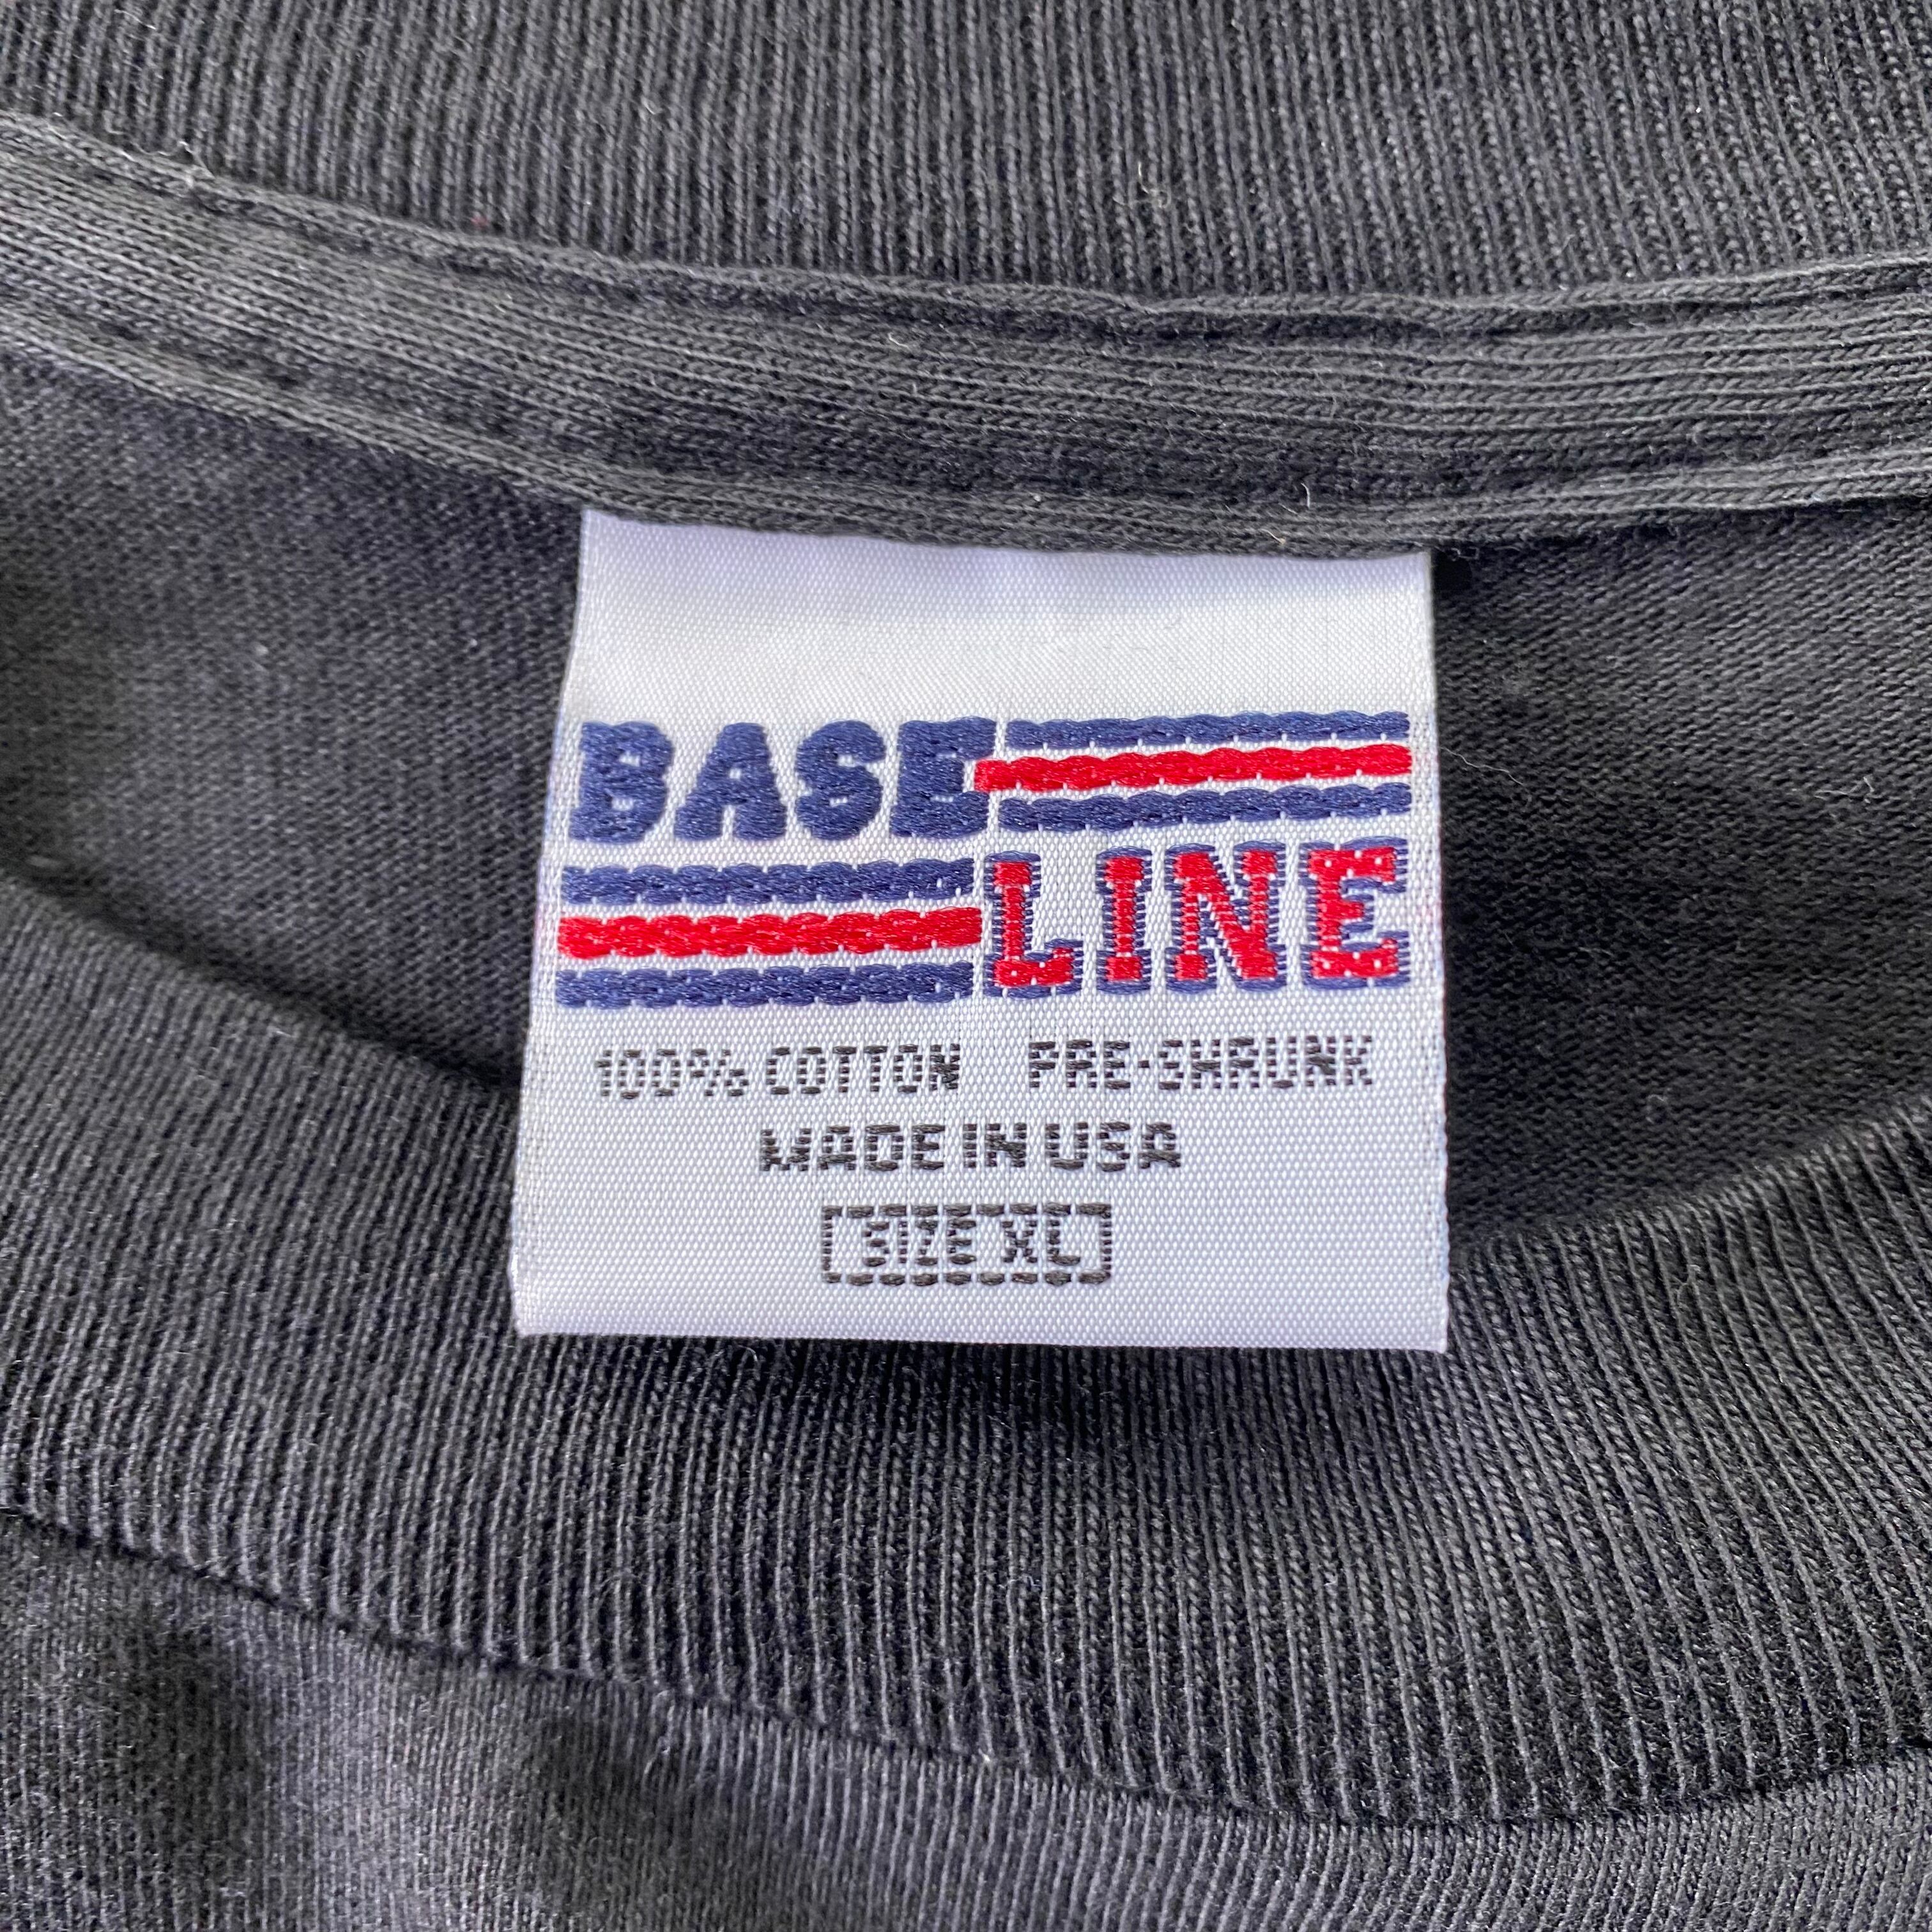 BASE
LINE
100% COTTON PRE-SHRUNK
MADE IN USA
SIZE XL